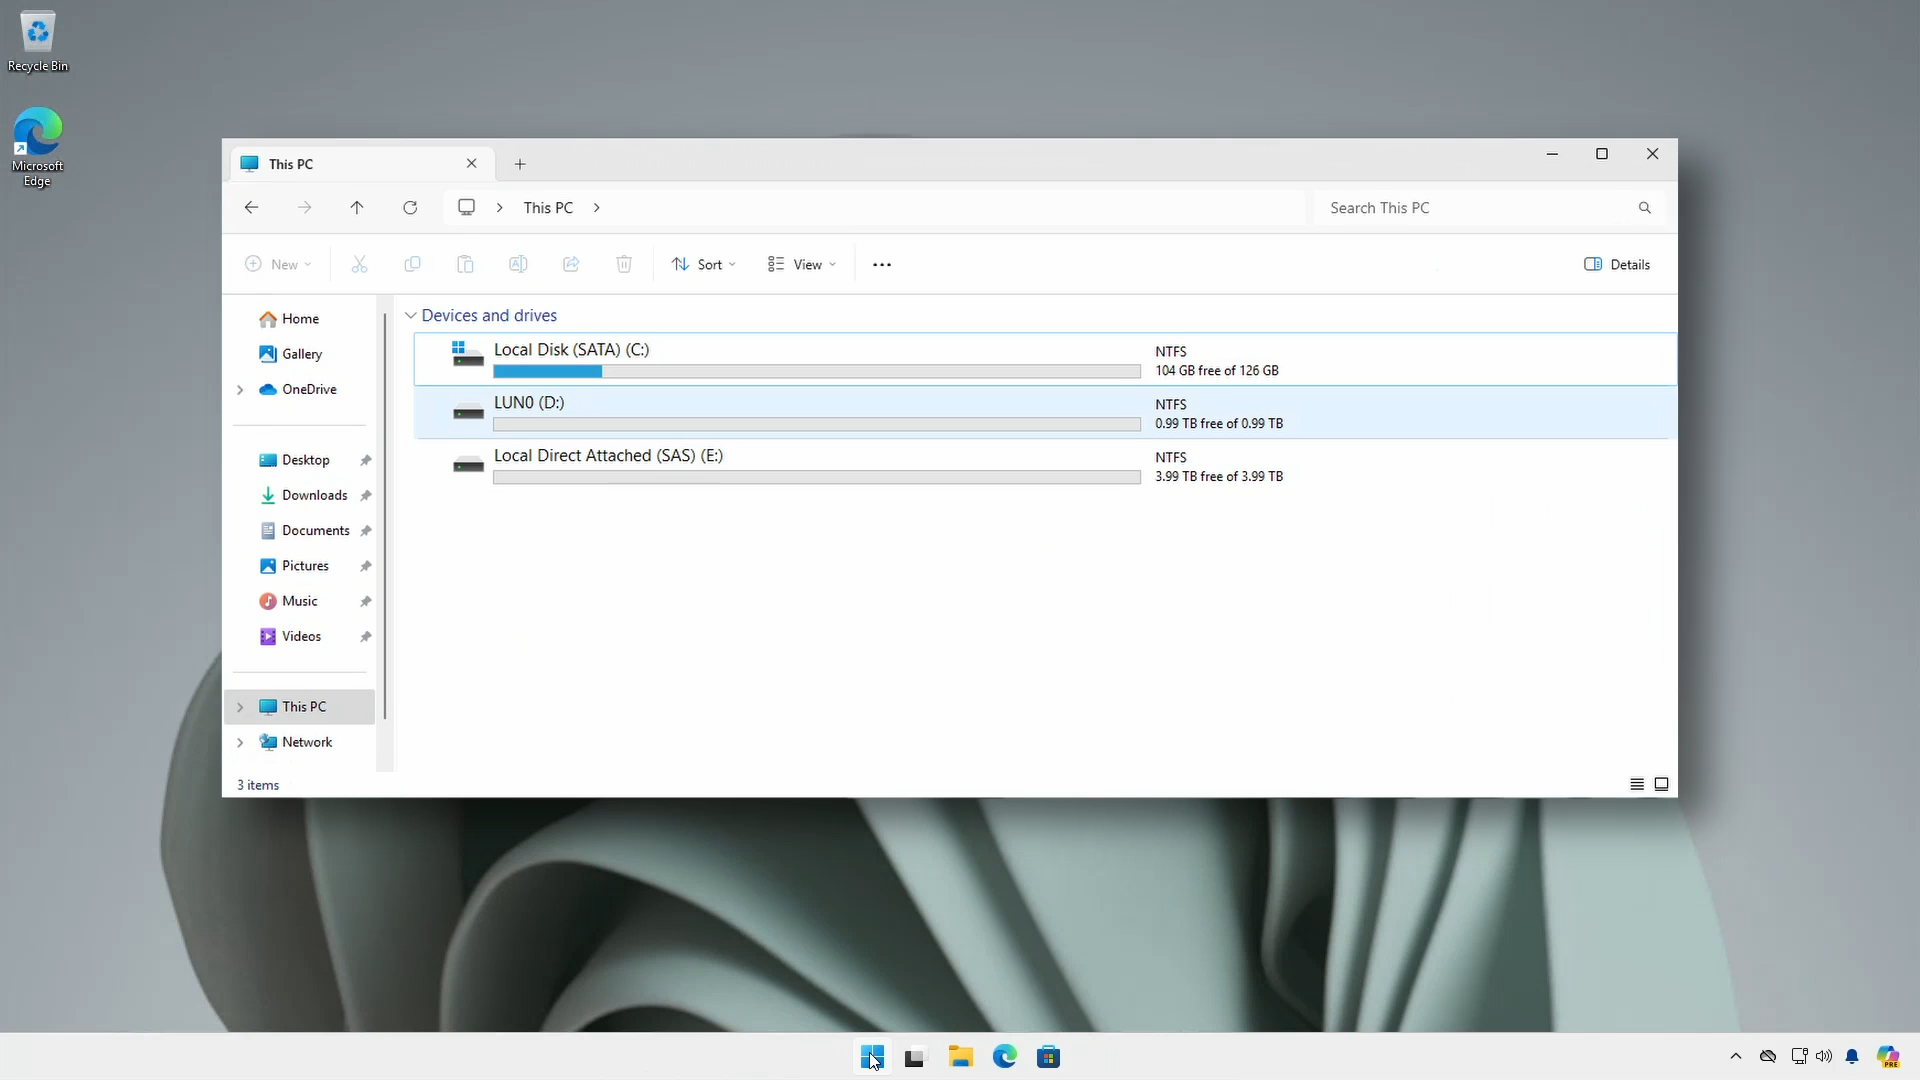 Recycle Bin
Microsoft
Edge
This PC
This PC
Search This PC
New
Sort
View
Details
Home
Gallery
OneDrive
Desktop
Downloads
Documents
Pictures
Music
Videos
This PC
Network
Devices and drives
Local Disk (SATA) (C:)
NTFS
104 GB free of 126 GB
LUN0 (D:)
NTFS
0.99 TB free of 0.99 TB
Local Direct Attached (SAS) (E:)
NTFS
3.99 TB free of 3.99 TB
3 items
PRE